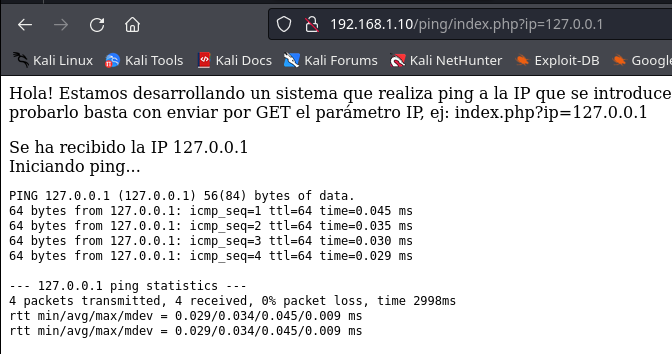 192.168.1.10/ping/index.php?ip=127.0.0.1
Kali Linux Kali Tools Kali Docs Kali Forums Kali NetHunter Exploit-DB Google
Hola! Estamos desarrollando un sistema que realiza ping a la IP que se introduce
probarlo basta con enviar por GET el parámetro IP, ej: index.php?ip=127.0.0.1
Se ha recibido la IP 127.0.0.1
Iniciando ping...
PING 127.0.0.1 (127.0.0.1) 56(84) bytes of data.
64 bytes from 127.0.0.1: icmp_seq=1 ttl=64 time=0.045 ms
64 bytes from 127.0.0.1: icmp_seq=2 ttl=64 time=0.035 ms
64 bytes from 127.0.0.1: icmp_seq=3 ttl=64 time=0.030 ms
64 bytes from 127.0.0.1: icmp_seq=4 ttl=64 time=0.029 ms
--- 127.0.0.1 ping statistics ---
4 packets transmitted, 4 received, 0% packet loss, time 2998ms
rtt min/avg/max/mdev = 0.029/0.034/0.045/0.009 ms
rtt min/avg/max/mdev = 0.029/0.034/0.045/0.009 ms